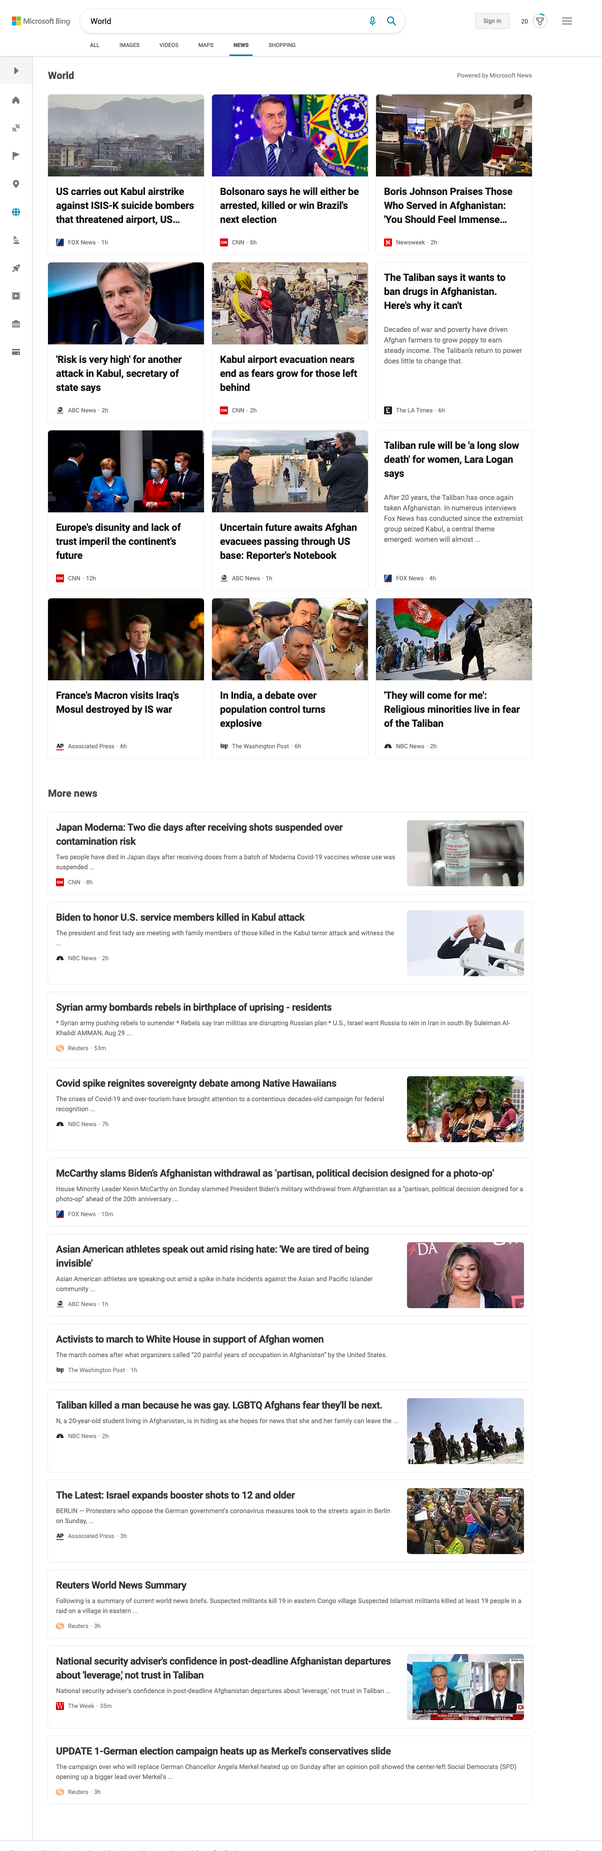 Microsoft Bing
World
Sign in
20
ALL
IMAGES
VIDEOS
MAPS
NEWS
SHOPPING
World
Powered by Microsoft News
US carries out Kabul airstrike
against ISIS-K suicide bombers
that threatened airport, US...
FOX News · 1h
Bolsonaro says he will either be
arrested, killed or win Brazil's
next election
CNN · 6h
Boris Johnson Praises Those
Who Served in Afghanistan:
'You Should Feel Immense...
Newsweek · 2h
'Risk is very high' for another
attack in Kabul, secretary of
state says
ABC News · 2h
Kabul airport evacuation nears
end as fears grow for those left
behind
CNN · 2h
The Taliban says it wants to
ban drugs in Afghanistan.
Here's why it can't
Decades of war and poverty have driven
Afghan farmers to grow poppy to earn
steady income. The Taliban's return to power
does little to change that.
The LA Times · 6h
Europe's disunity and lack of
trust imperil the continent's
future
CNN · 12h
Uncertain future awaits Afghan
evacuees passing through US
base: Reporter's Notebook
ABC News · 1h
Taliban rule will be 'a long slow
death' for women, Lara Logan
says
After 20 years, the Taliban has once again
taken Afghanistan. In numerous interviews
Fox News has conducted since the extremist
group seized Kabul, a central theme
emerged: women will almost ...
FOX News · 4h
France's Macron visits Iraq's
Mosul destroyed by IS war
AP Associated Press · 6h
In India, a debate over
population control turns
explosive
wp The Washington Post · 6h
'They will come for me':
Religious minorities live in fear
of the Taliban
NBC News · 2h
More news
Japan Moderna: Two die days after receiving shots suspended over
contamination risk
Two people have died in Japan days after receiving doses from a batch of Moderna Covid-19 vaccines whose use was
suspended ...
CNN · 8h
Biden to honor U.S. service members killed in Kabul attack
The president and first lady are meeting with family members of those killed in the Kabul terror attack and witness the
...
NBC News · 2h
Syrian army bombards rebels in birthplace of uprising - residents
* Syrian army pushing rebels to surrender * Rebels say Iran militias are disrupting Russian plan * U.S., Israel want Russia to rein in Iran in south By Suleiman Al-
Khalidi AMMAN, Aug 29 ...
Reuters · 53m
Covid spike reignites sovereignty debate among Native Hawaiians
The crises of Covid-19 and over-tourism have brought attention to a contentious decades-old campaign for federal
recognition ...
NBC News · 7h
McCarthy slams Biden's Afghanistan withdrawal as 'partisan, political decision designed for a photo-op'
House Minority Leader Kevin McCarthy on Sunday slammed President Biden's military withdrawal from Afghanistan as a "partisan, political decision designed for a
photo-op" ahead of the 20th anniversary ...
FOX News · 10m
Asian American athletes speak out amid rising hate: 'We are tired of being
invisible'
Asian American athletes are speaking out amid a spike in hate incidents against the Asian and Pacific Islander
community ...
ABC News · 1h
DA
Activists to march to White House in support of Afghan women
The march comes after what organizers called "20 painful years of occupation in Afghanistan" by the United States.
wp The Washington Post · 1h
Taliban killed a man because he was gay. LGBTQ Afghans fear they'll be next.
N, a 20-year-old student living in Afghanistan, is in hiding as she hopes for news that she and her family can leave the ...
NBC News · 2h
The Latest: Israel expands booster shots to 12 and older
BERLIN — Protesters who oppose the German government's coronavirus measures took to the streets again in Berlin
on Sunday, ...
AP Associated Press · 3h
Reuters World News Summary
Following is a summary of current world news briefs. Suspected militants kill 19 in eastern Congo village Suspected Islamist militants killed at least 19 people in a
raid on a village in eastern ...
Reuters · 3h
National security adviser's confidence in post-deadline Afghanistan departures
about 'leverage,' not trust in Taliban
National security adviser's confidence in post-deadline Afghanistan departures about 'leverage,' not trust in Taliban ...
The Week · 35m
UPDATE 1-German election campaign heats up as Merkel's conservatives slide
The campaign over who will replace German Chancellor Angela Merkel heated up on Sunday after an opinion poll showed the center-left Social Democrats (SPD)
opening up a bigger lead over Merkel's ...
Reuters · 3h